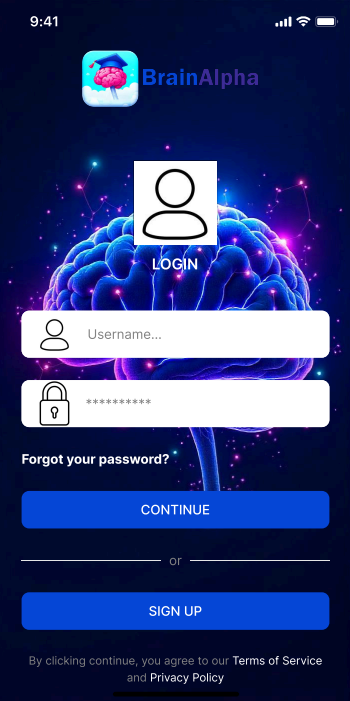 9:41
BrainAlpha
LOGIN
Username...
**********
Forgot your password?
CONTINUE
or
SIGN UP
By clicking continue, you agree to our Terms of Service
and Privacy Policy